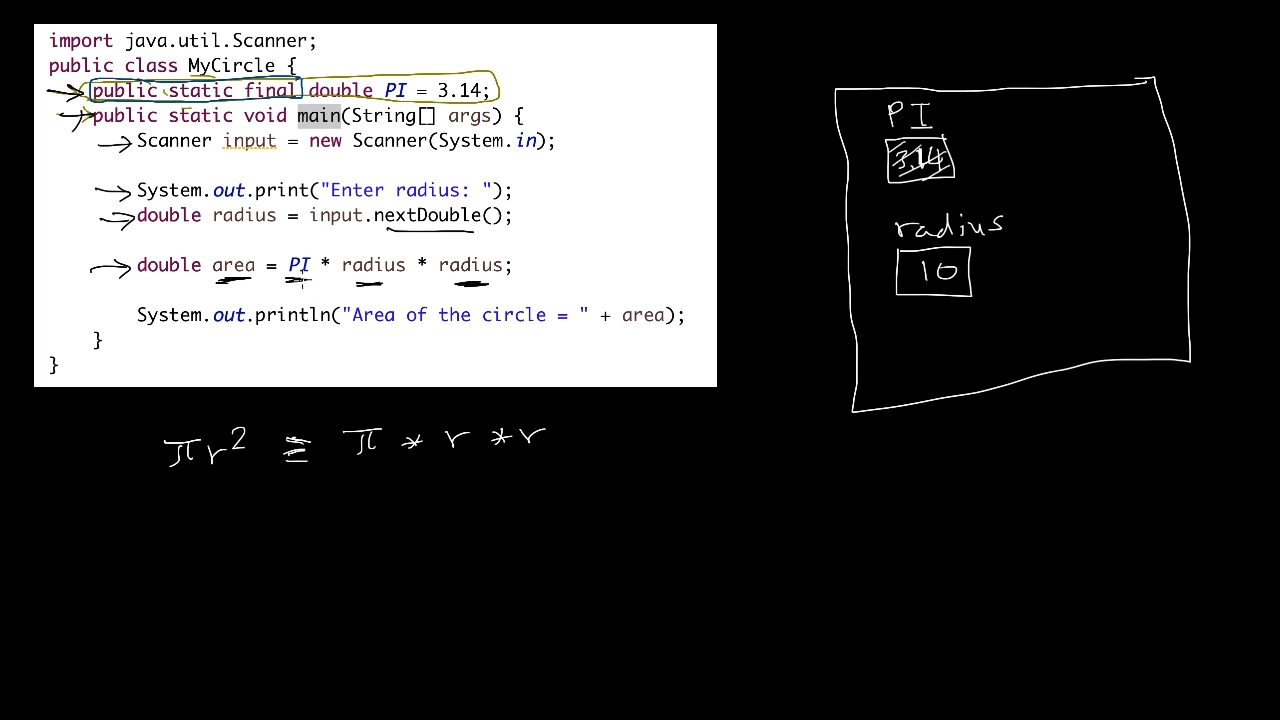 import java.util.Scanner;
public class MyCircle {
public static final double PI = 3.14;
public static void main(String[] args) {
Scanner input = new Scanner(System.in);
System.out.print("Enter radius: ");
double radius = input.nextDouble();
double area = PI * radius * radius;
System.out.println("Area of the circle = " + area);
}
}
PI
3.14
radius
10
πr² ≡ π * r * r